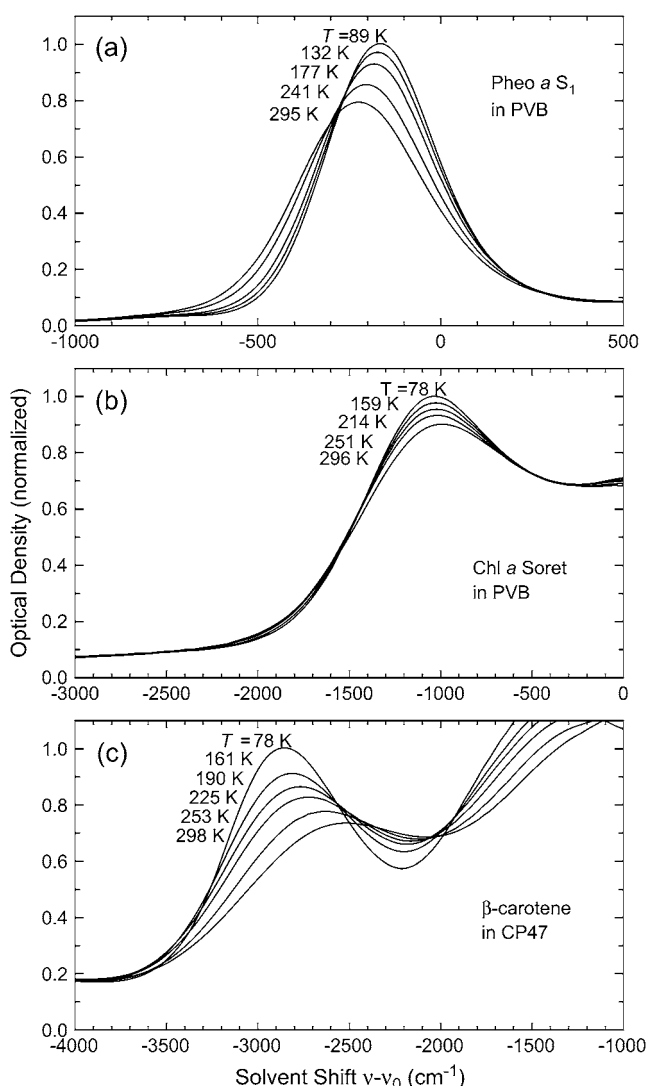 (a)
T =89 K
132 K
177 K
241 K
295 K
Pheo a S1
in PVB
1.0
0.8
0.6
0.4
0.2
0.0
-1000 -500 0 500
(b)
T =78 K
159 K
214 K
251 K
296 K
Chl a Soret
in PVB
1.0
0.8
0.6
0.4
0.2
0.0
-3000 -2500 -2000 -1500 -1000 -500 0
Optical Density (normalized)
(c)
T =78 K
161 K
190 K
225 K
253 K
298 K
β-carotene
in CP47
1.0
0.8
0.6
0.4
0.2
0.0
-4000 -3500 -3000 -2500 -2000 -1500 -1000
Solvent Shift ν-ν0 (cm-1)